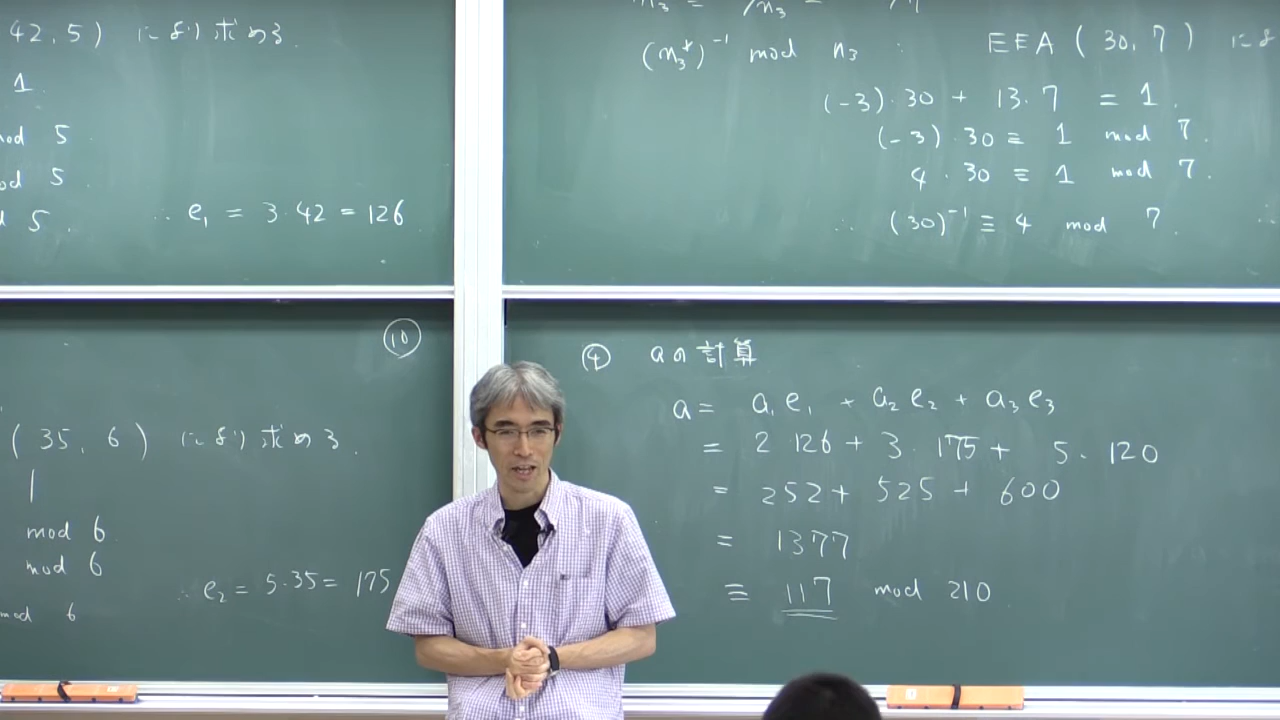 42, 5) により求める.
1.
mod 5
mod 5.
5.
∴ e₁ = 3·42 = 126
(n₃*)⁻¹ mod n₃ : EEA (30, 7)
(-3)·30 + 13·7 = 1.
(-3)·30 ≡ 1 mod 7.
4·30 ≡ 1 mod 7.
∴ (30)⁻¹ ≡ 4 mod 7.
⑩
(35, 6) により求める.
1
mod 6
mod 6
mod 6
∴ e₂ = 5·35 = 175
④ aの計算
a = a₁e₁ + a₂e₂ + a₃e₃
= 2·126 + 3·175 + 5·120
= 252 + 525 + 600
= 1377
≡ 117 mod 210